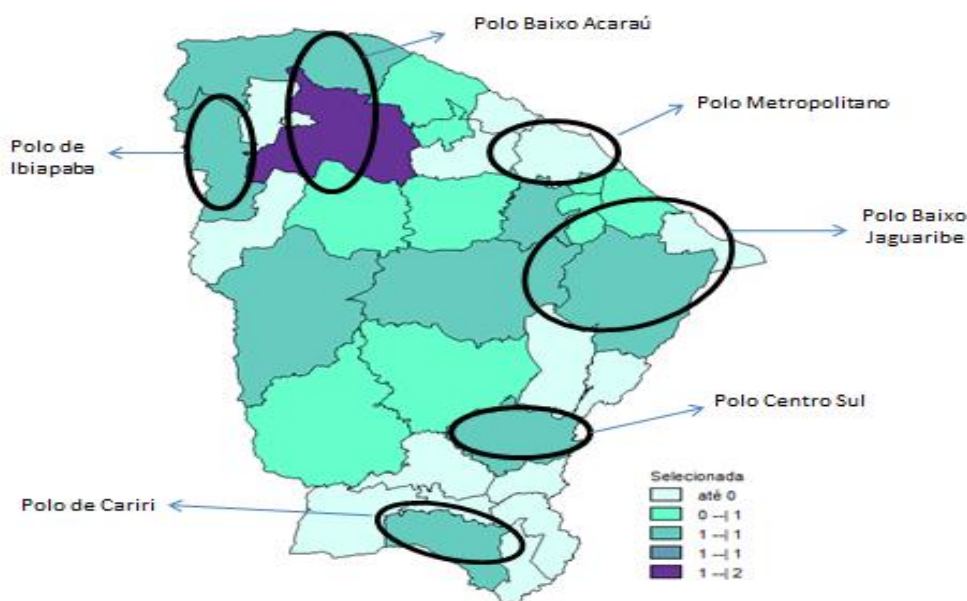 Polo Baixo Acaraú
Polo Metropolitano
Polo de
Ibiapaba
Polo Baixo
Jaguaribe
Polo Centro Sul
Polo de Cariri
Selecionada
até 0
0 --| 1
1 --| 1
1 --| 1
1 --| 2